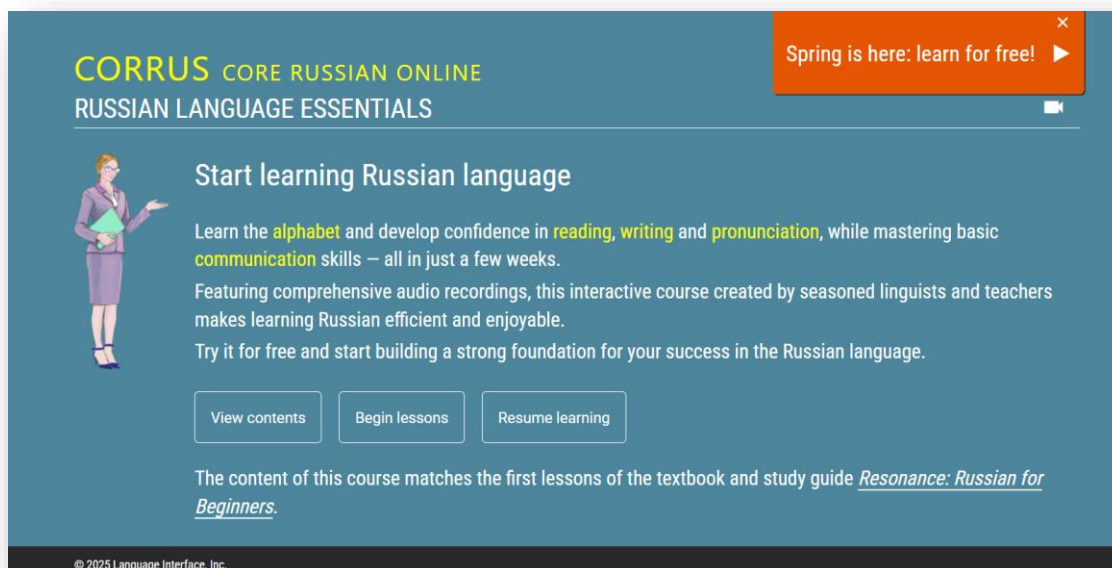 ×
Spring is here: learn for free! ▶
CORRUS CORE RUSSIAN ONLINE
RUSSIAN LANGUAGE ESSENTIALS
Start learning Russian language
Learn the alphabet and develop confidence in reading, writing and pronunciation, while mastering basic
communication skills — all in just a few weeks.
Featuring comprehensive audio recordings, this interactive course created by seasoned linguists and teachers
makes learning Russian efficient and enjoyable.
Try it for free and start building a strong foundation for your success in the Russian language.
View contents
Begin lessons
Resume learning
The content of this course matches the first lessons of the textbook and study guide Resonance: Russian for
Beginners.
© 2025 Language Interface, Inc.